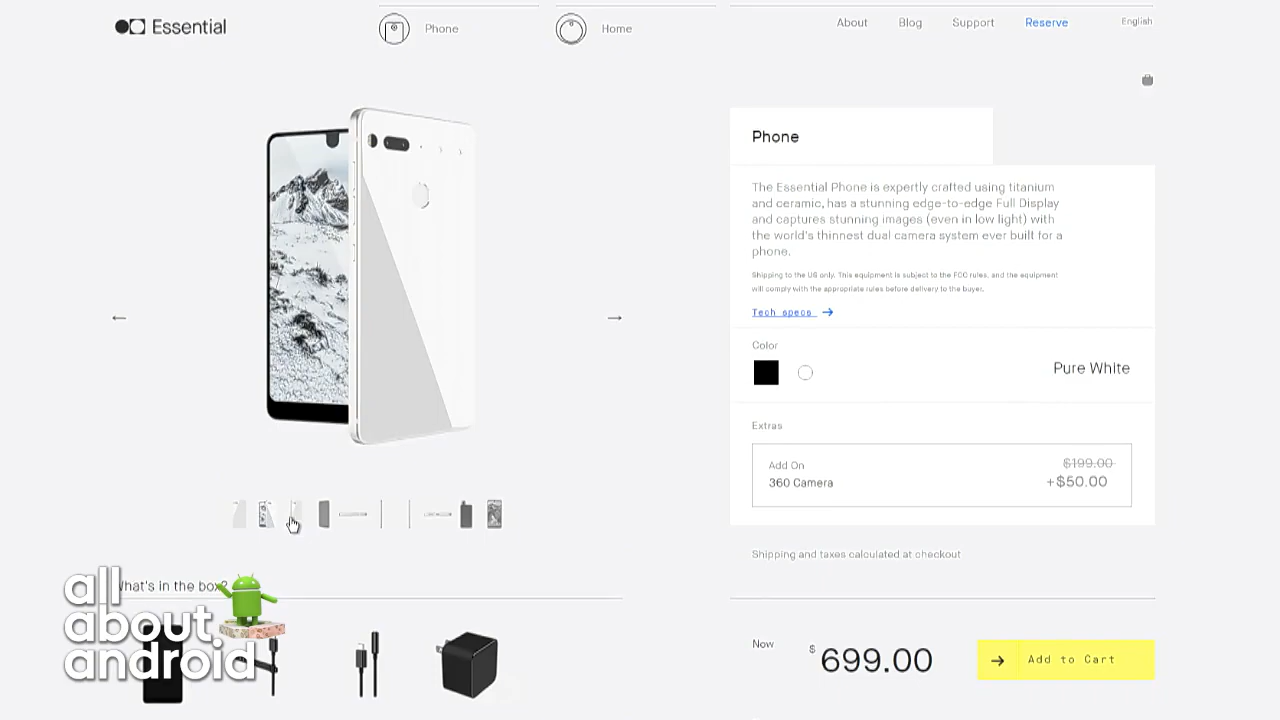 Essential
Phone
Home
About
Blog
Support
Reserve
English
Phone
The Essential Phone is expertly crafted using titanium
and ceramic, has a stunning edge-to-edge Full Display
and captures stunning images (even in low light) with
the world's thinnest dual camera system ever built for a
phone.
Shipping to the US only. This equipment is subject to the FCC rules, and the equipment
will comply with the appropriate rules before delivery to the buyer.
Tech specs
Color
Pure White
Extras
Add On
$199.00
360 Camera
+$50.00
Shipping and taxes calculated at checkout
What's in the box?
all
about
android
Now
$
699.00
Add to Cart